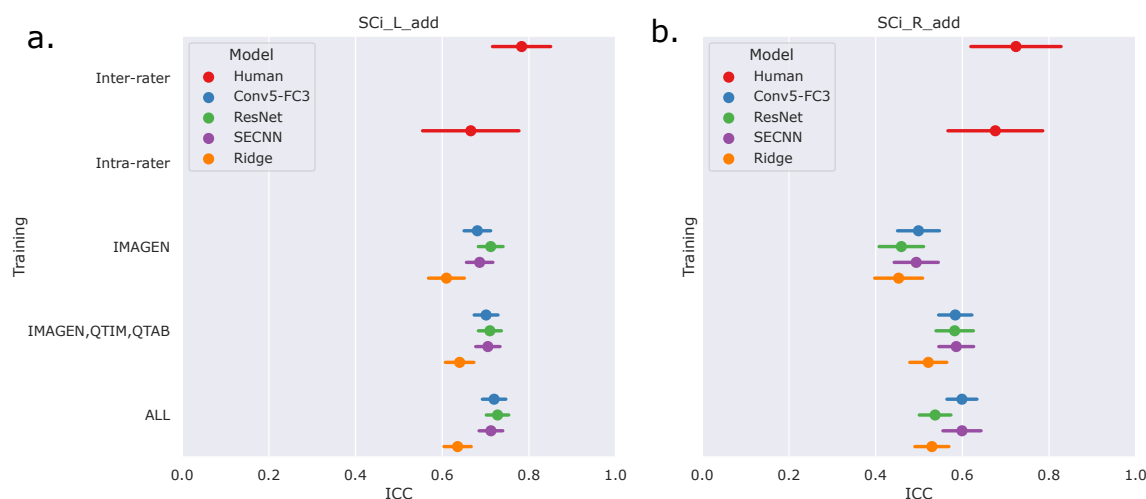 a.
SCi_L_add
Model
Human
Conv5-FC3
ResNet
SECNN
Ridge
Inter-rater
Intra-rater
IMAGEN
IMAGEN,QTIM,QTAB
ALL
Training
0.0 0.2 0.4 0.6 0.8 1.0
ICC
b.
SCi_R_add
Model
Human
Conv5-FC3
ResNet
SECNN
Ridge
Training
0.0 0.2 0.4 0.6 0.8 1.0
ICC